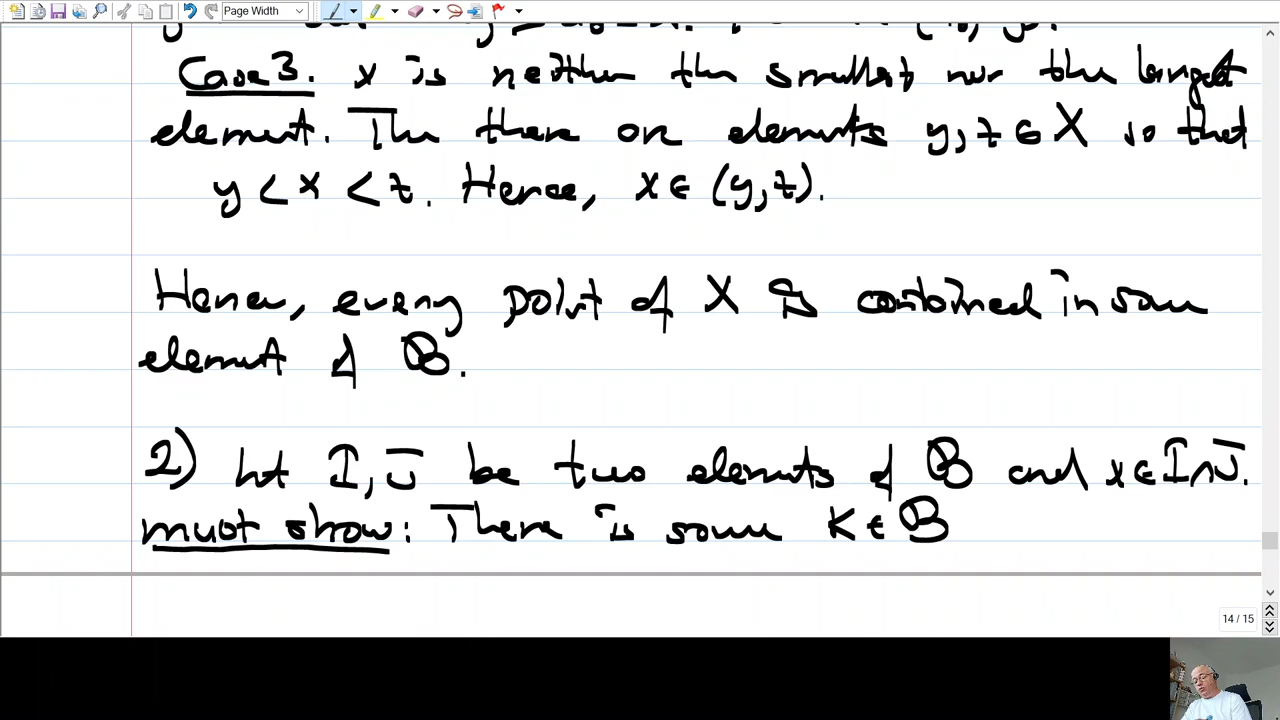 Page Width
Case 3. x is neither the smallest nor the largest
element. The there are elements y, z ∈ X so that
y < x < z. Hence, x ∈ (y, z).
Hence, every point of X is contained in some
element of B.
2) Let I, J be two elements of B and x ∈ I ∩ J.
must show: There is some K ∈ B
14 / 15